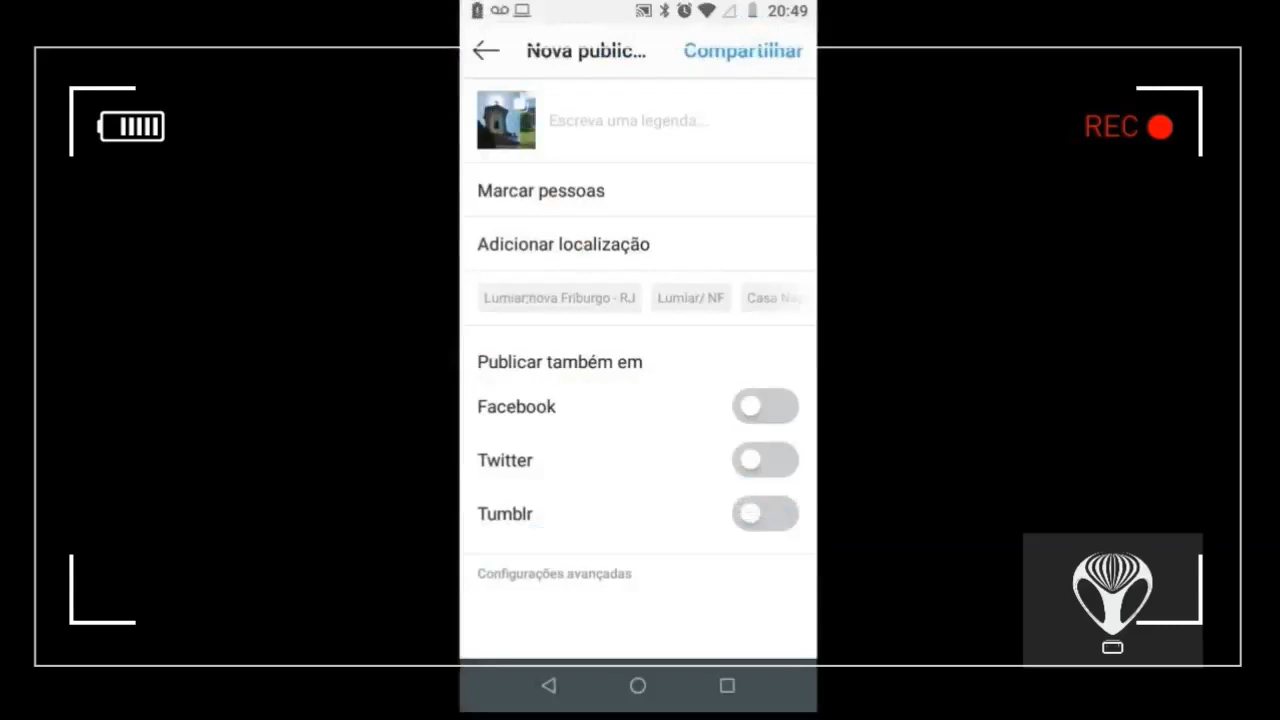 20:49
Nova public... Compartilhar
REC
Escreva uma legenda...
Marcar pessoas
Adicionar localização
Lumiar;nova Friburgo - RJ Lumiar/ NF Casa
Publicar também em
Facebook
Twitter
Tumblr
Configurações avançadas